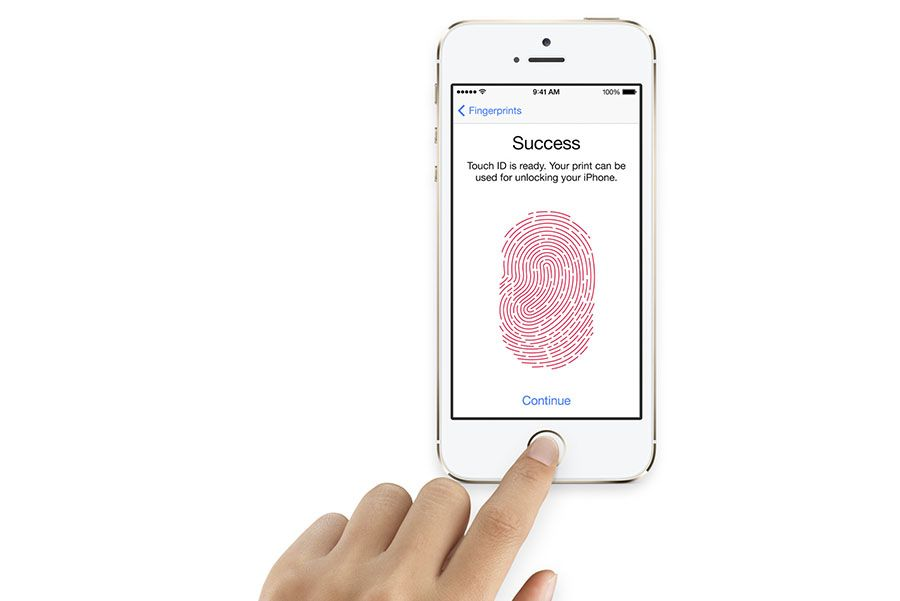 9:41 AM 100%
Fingerprints
Success
Touch ID is ready. Your print can be
used for unlocking your iPhone.
Continue